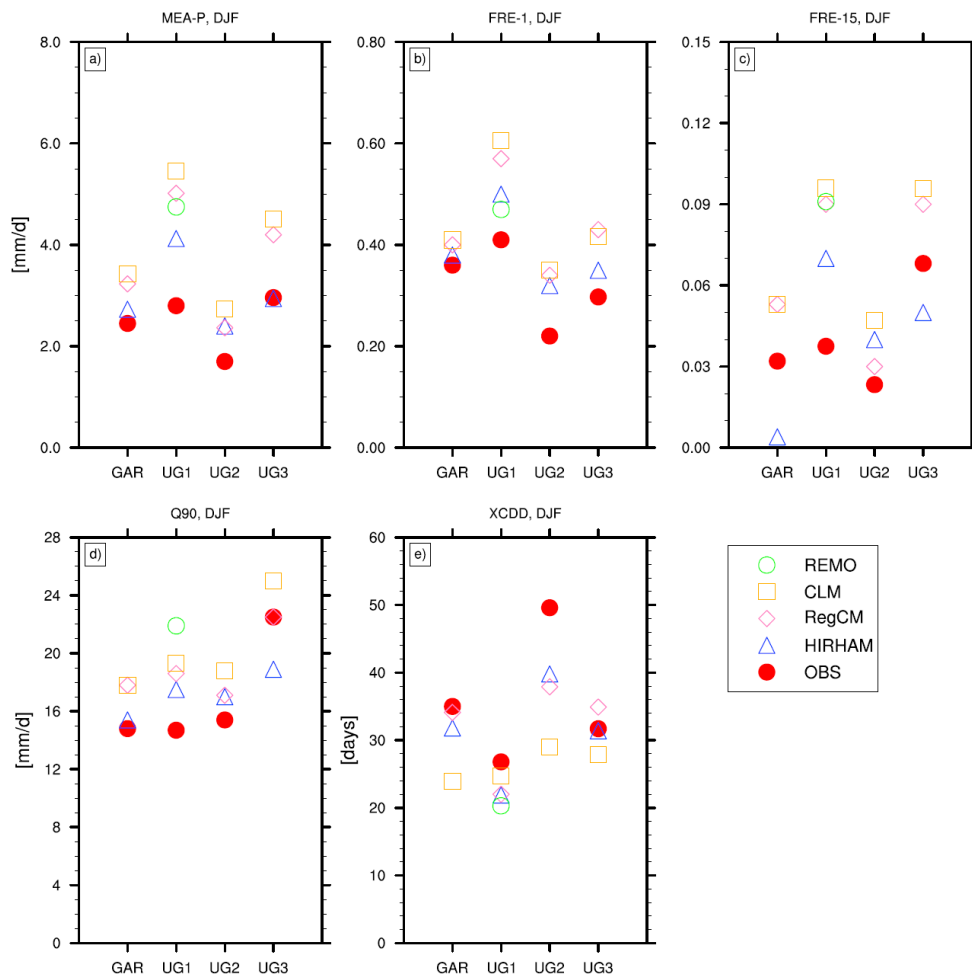 MEA-P, DJF
FRE-1, DJF
FRE-15, DJF
a)
b)
c)
8.0
6.0
4.0
2.0
0.0
[mm/d]
0.80
0.60
0.40
0.20
0.00
0.15
0.12
0.09
0.06
0.03
0.00
GAR UG1 UG2 UG3
GAR UG1 UG2 UG3
GAR UG1 UG2 UG3
Q90, DJF
XCDD, DJF
d)
e)
28
24
20
16
12
8
4
0
[mm/d]
60
50
40
30
20
10
0
[days]
GAR UG1 UG2 UG3
GAR UG1 UG2 UG3
REMO
CLM
RegCM
HIRHAM
OBS